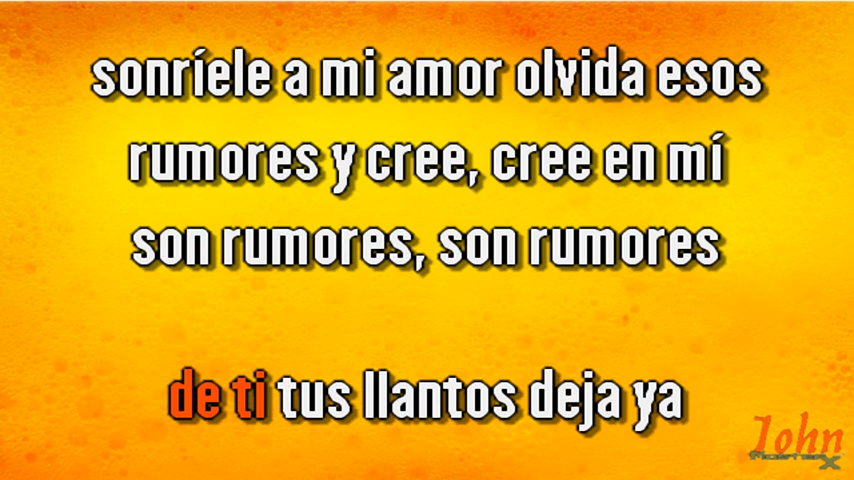 sonríele a mi amor olvida esos
rumores y cree, cree en mí
son rumores, son rumores
de ti tus llantos deja ya
John